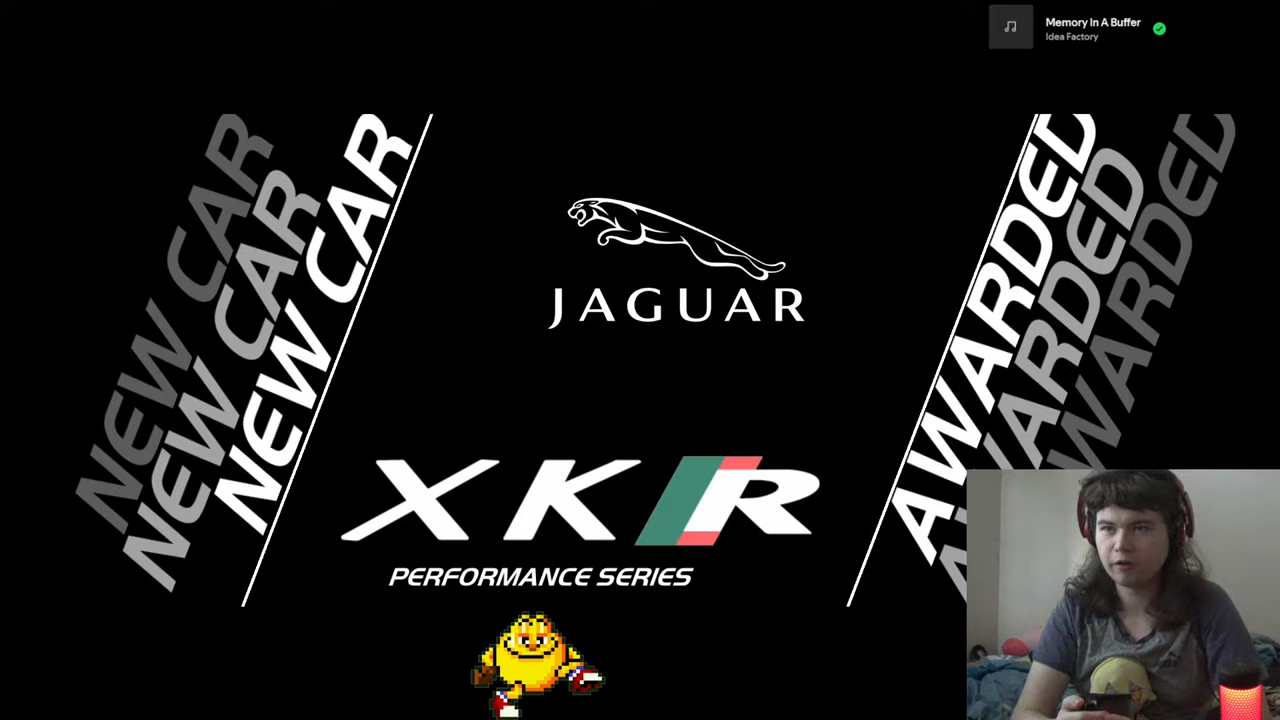 Memory In A Buffer
Idea Factory
NEW CAR
NEW CAR
NEW CAR
JAGUAR
XKR
PERFORMANCE SERIES
AWARDED
AWARDED
AWARDED